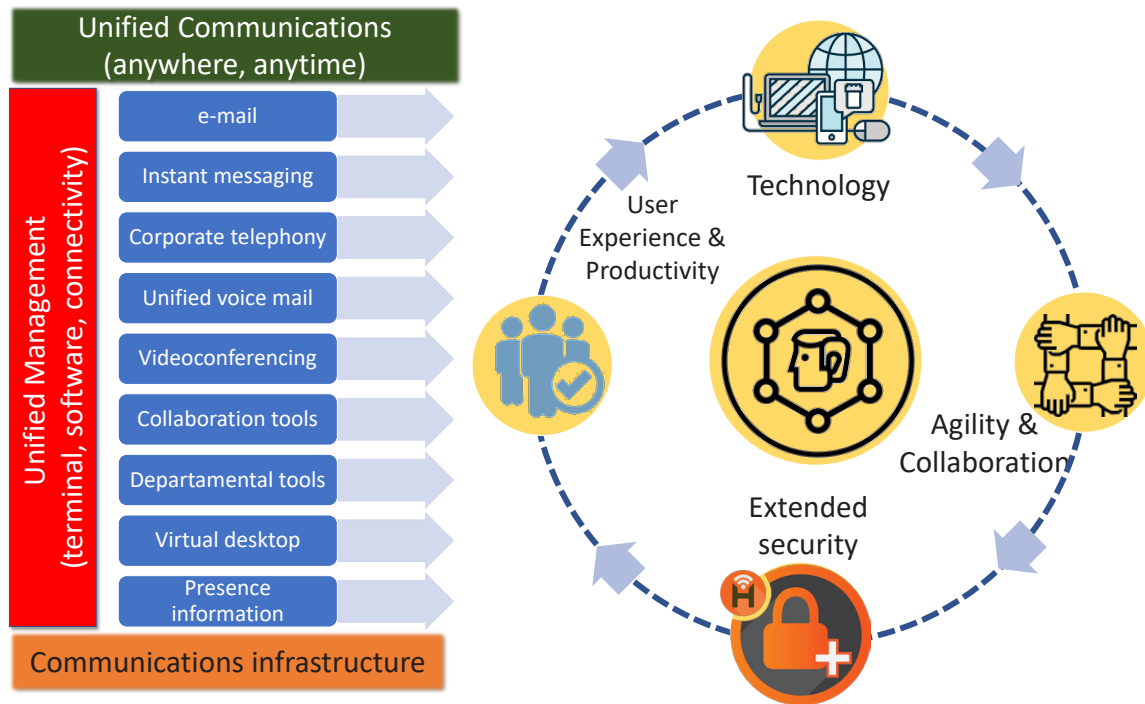 Unified Communications
(anywhere, anytime)
Unified Management
(terminal, software, connectivity)
e-mail
Instant messaging
Corporate telephony
Unified voice mail
Videoconferencing
Collaboration tools
Departamental tools
Virtual desktop
Presence
information
Communications infrastructure
Technology
User
Experience &
Productivity
Agility &
Collaboration
Extended
security
H